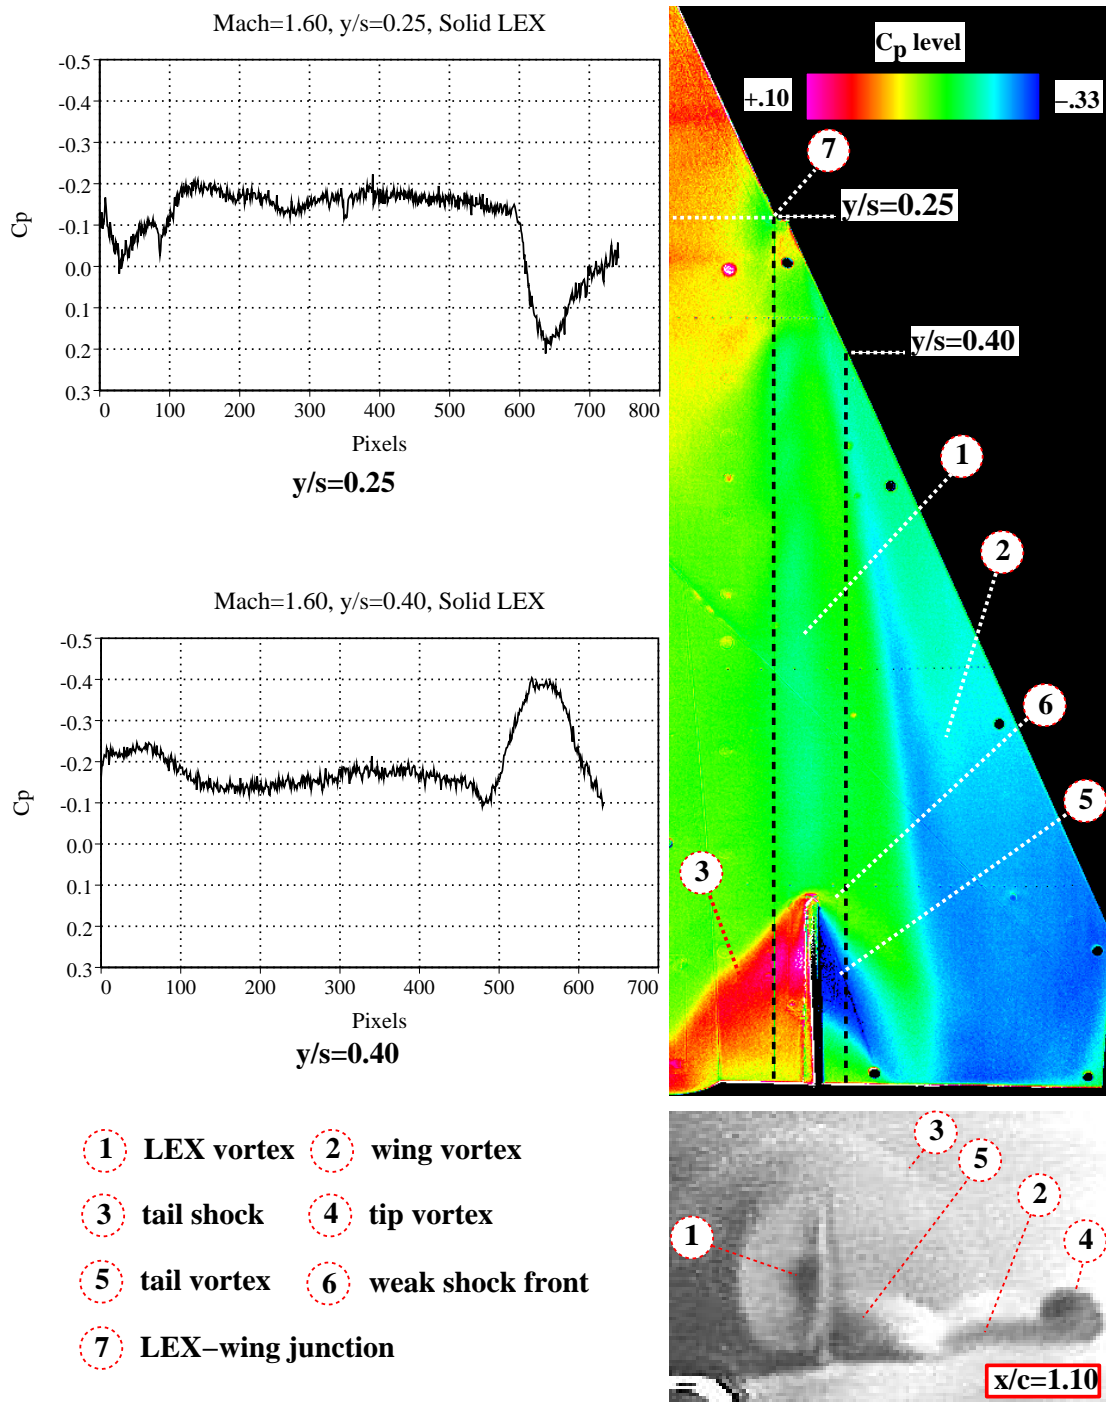 Mach=1.60, y/s=0.25, Solid LEX
-0.5
-0.4
-0.3
-0.2
-0.1
0.0
0.1
0.2
0.3
Cp
0 100 200 300 400 500 600 700 800
Pixels
y/s=0.25
Mach=1.60, y/s=0.40, Solid LEX
-0.5
-0.4
-0.3
-0.2
-0.1
0.0
0.1
0.2
0.3
Cp
0 100 200 300 400 500 600 700
Pixels
y/s=0.40
1 LEX vortex 2 wing vortex
3 tail shock 4 tip vortex
5 tail vortex 6 weak shock front
7 LEX–wing junction
Cp level
+.10 –.33
7
y/s=0.25
y/s=0.40
1
2
6
5
3
3
5
2
1
4
x/c=1.10